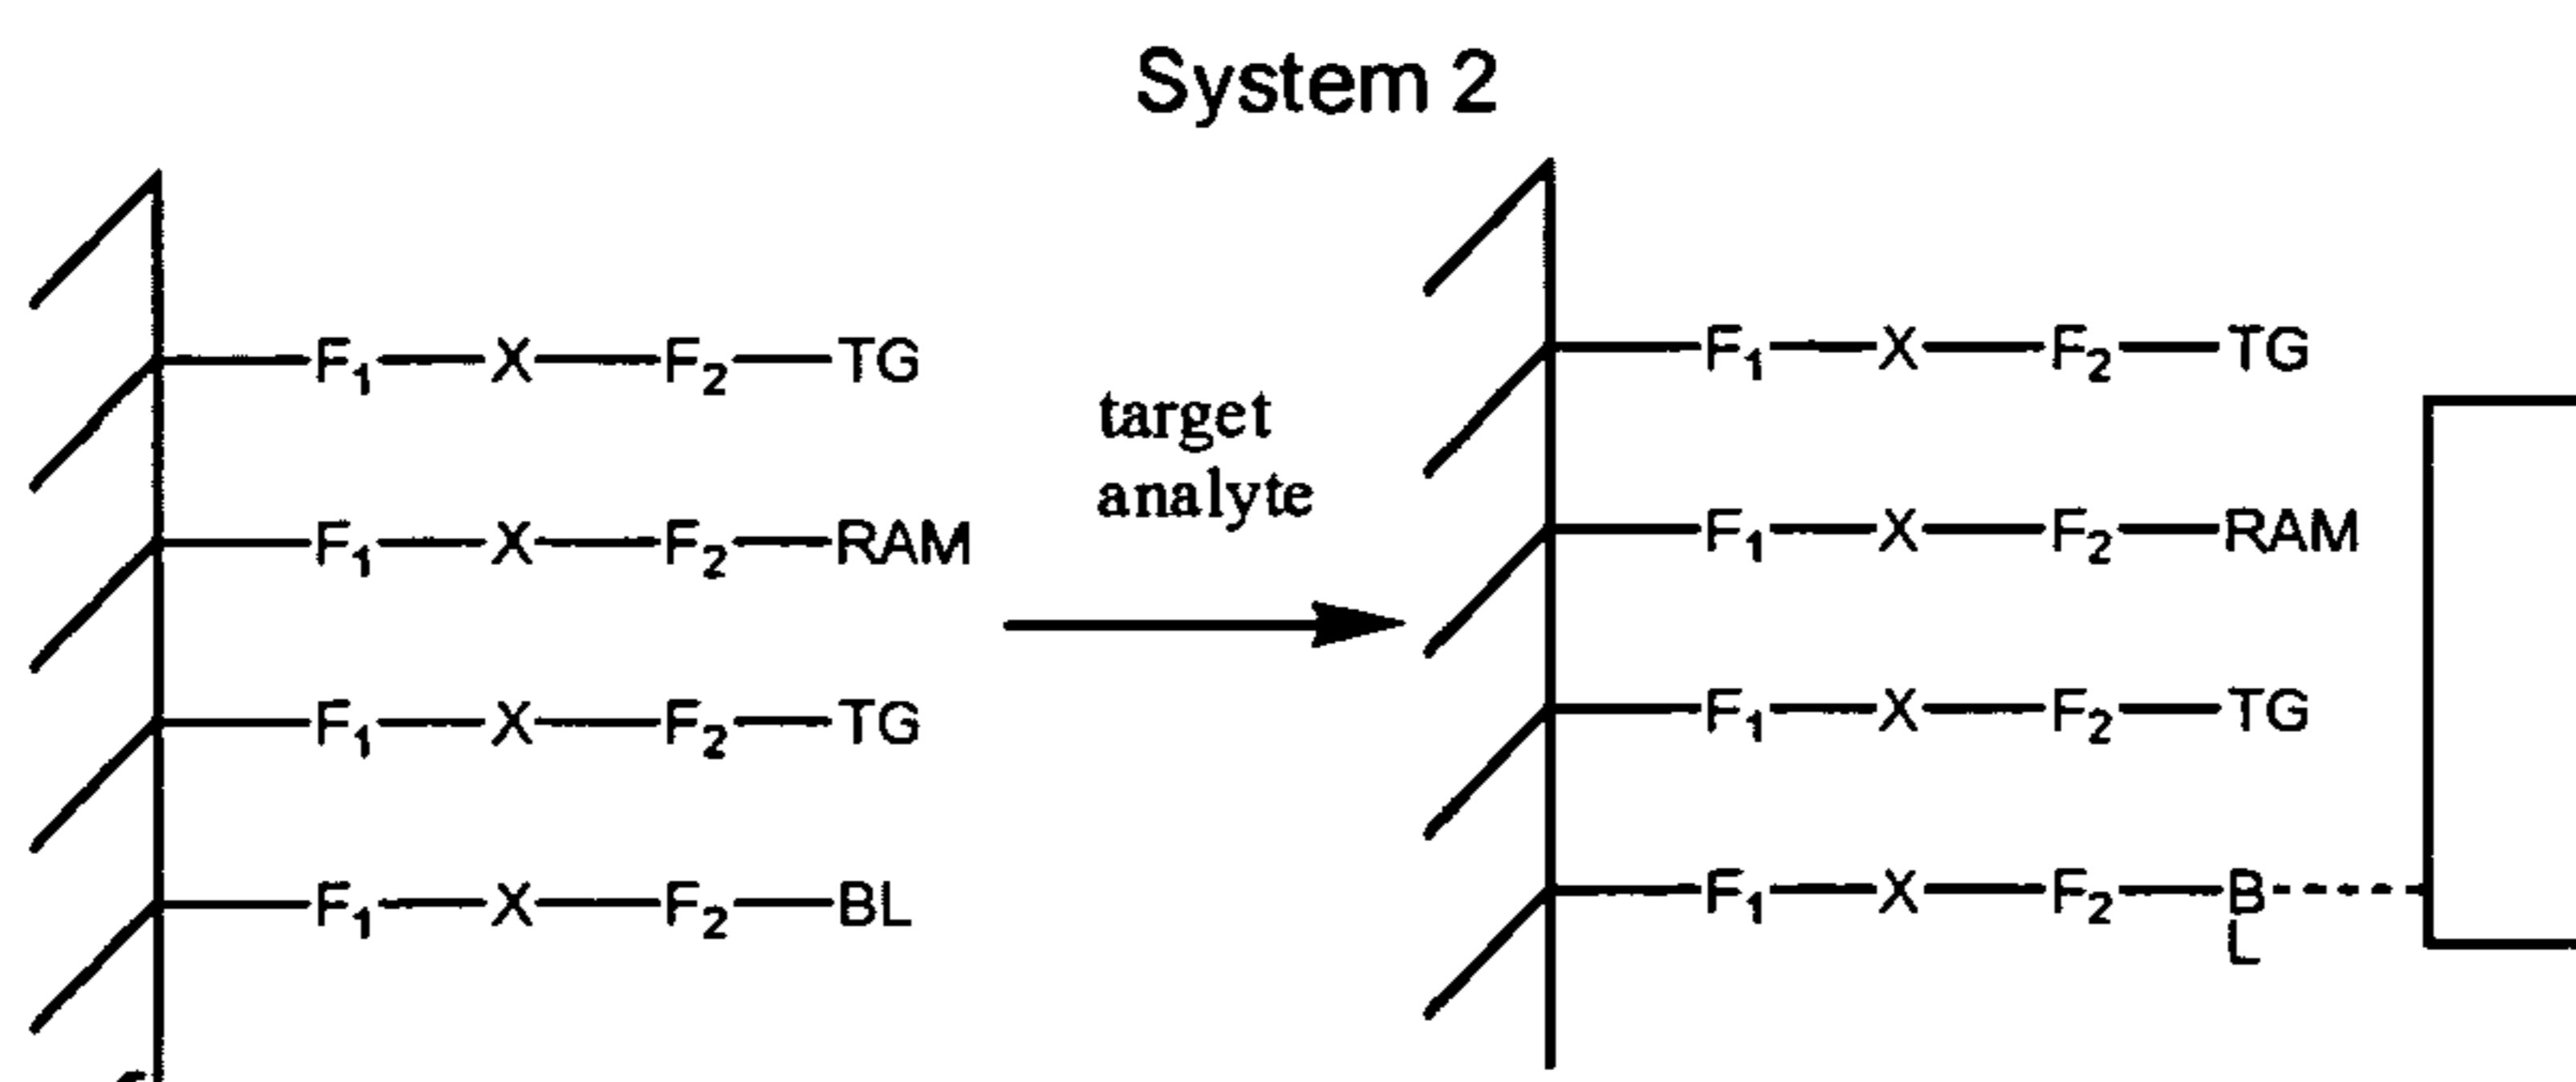 System 2
F₁—X—F₂—TG
F₁—X—F₂—RAM
F₁—X—F₂—TG
F₁—X—F₂—BL
target
analyte
F₁—X—F₂—TG
F₁—X—F₂—RAM
F₁—X—F₂—TG
F₁—X—F₂—B
L